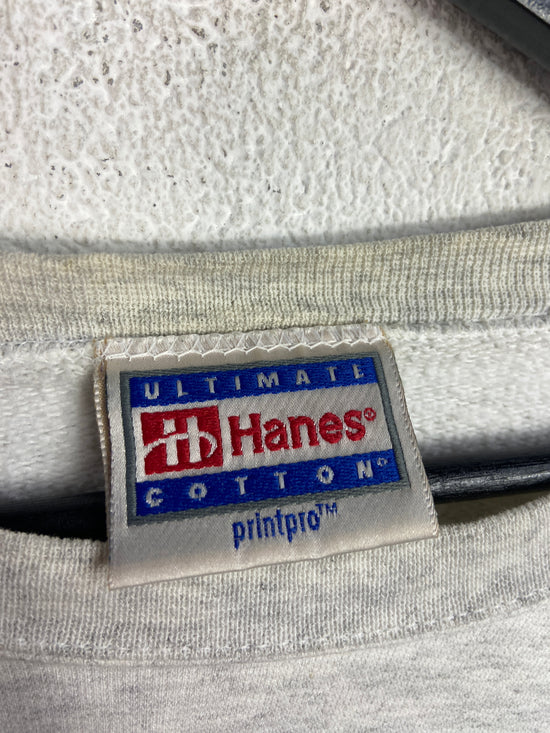 ULTIMATE
H Hanes®
COTTON®
printpro™